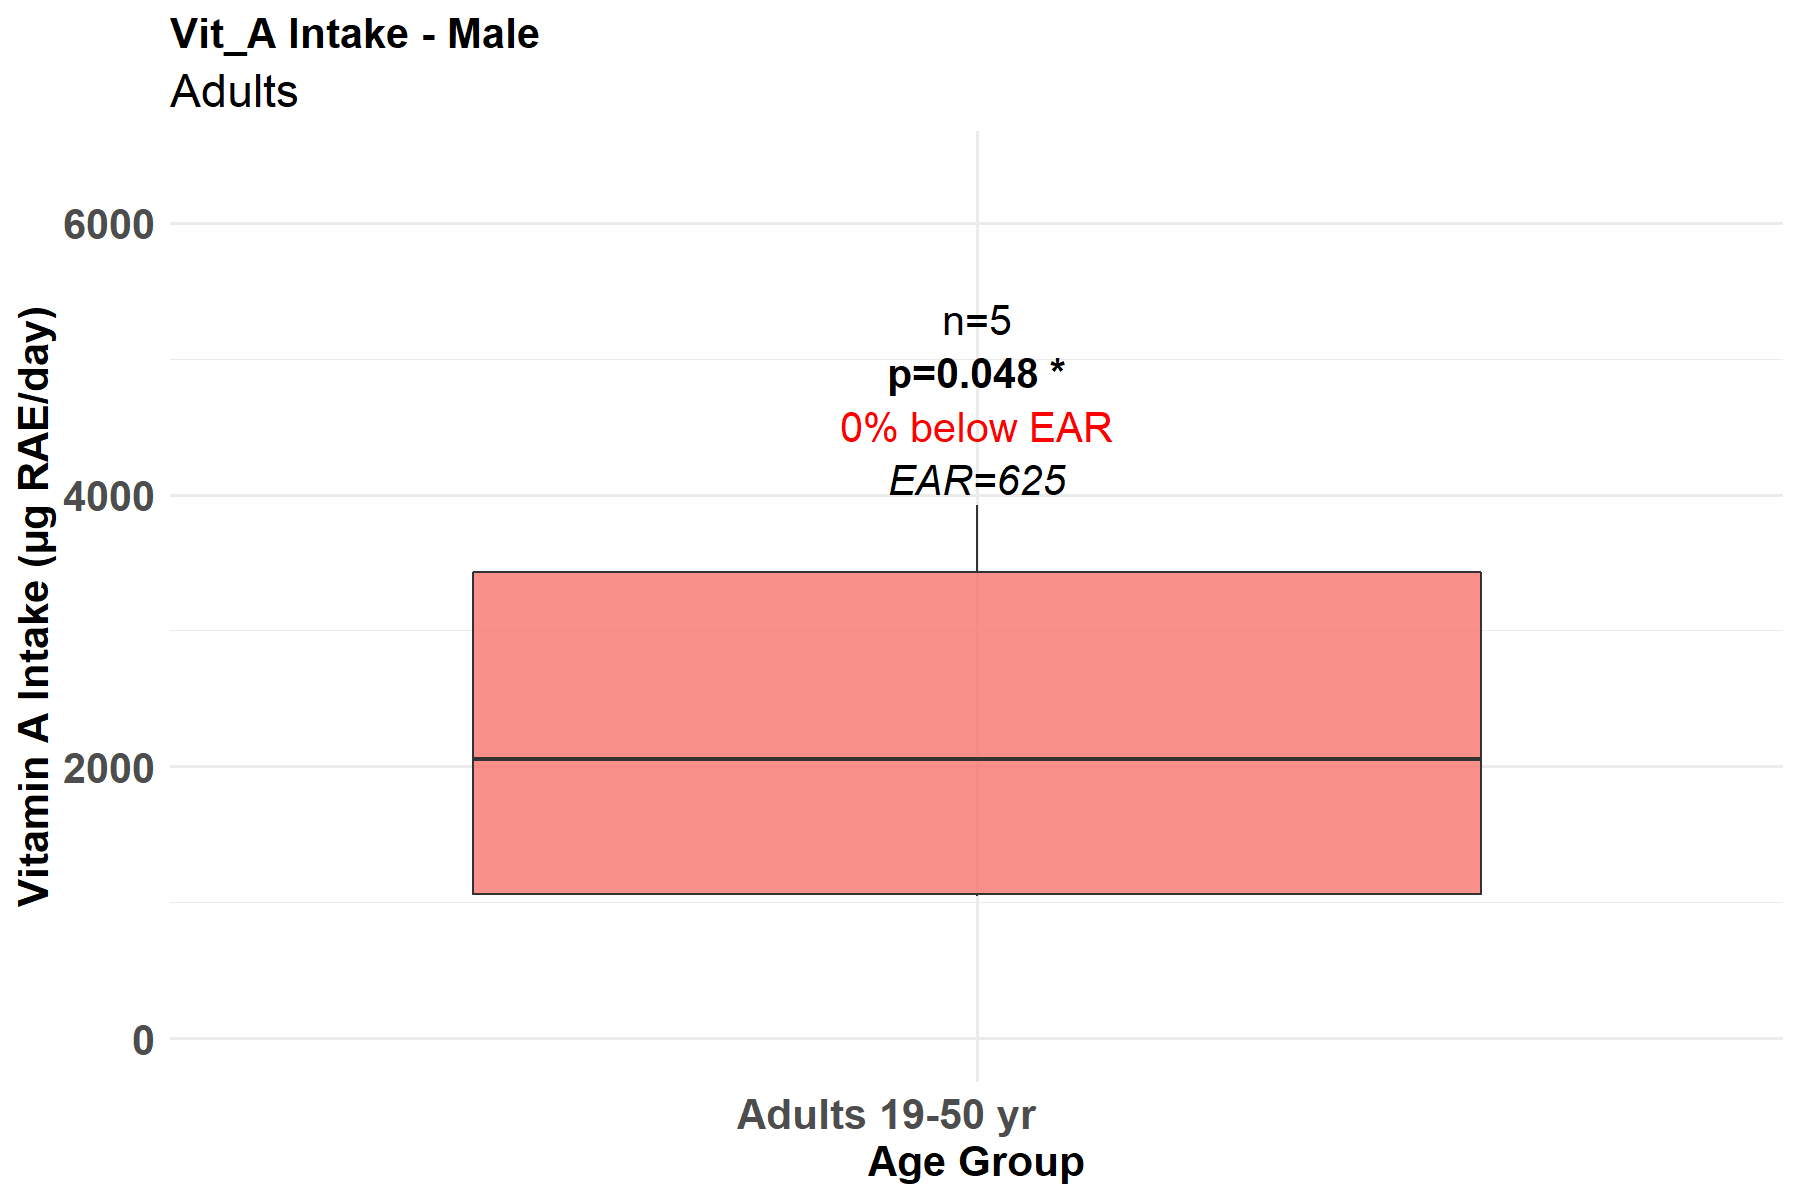 Vit_A Intake - Male
Adults
Vitamin A Intake (µg RAE/day)
6000
4000
2000
0
n=5
p=0.048 *
0% below EAR
EAR=625
Adults 19-50 yr
Age Group